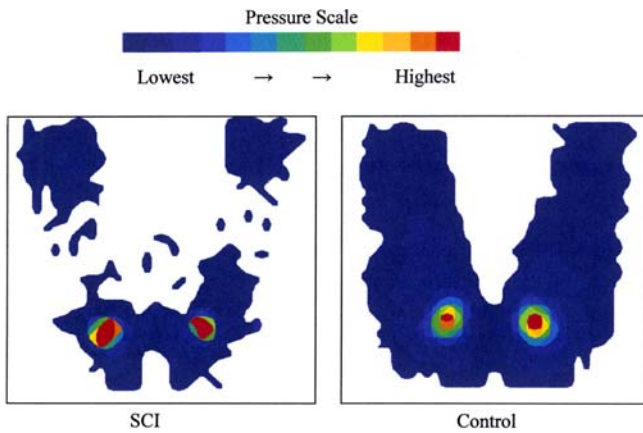 Pressure Scale
Lowest → → Highest
SCI
Control